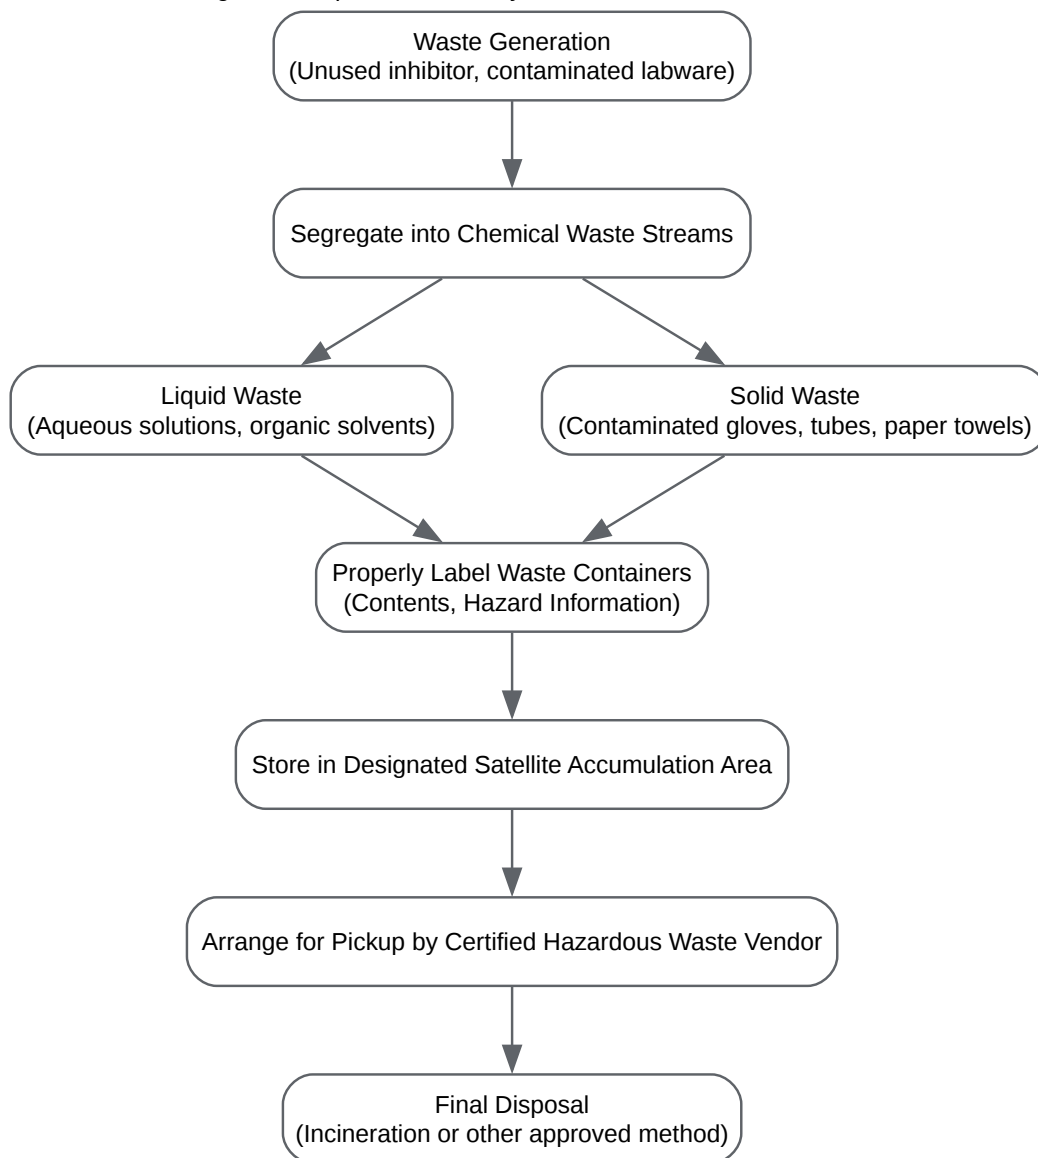 Waste Generation
(Unused inhibitor, contaminated labware)
Segregate into Chemical Waste Streams
Liquid Waste
(Aqueous solutions, organic solvents)
Solid Waste
(Contaminated gloves, tubes, paper towels)
Properly Label Waste Containers
(Contents, Hazard Information)
Store in Designated Satellite Accumulation Area
Arrange for Pickup by Certified Hazardous Waste Vendor
Final Disposal
(Incineration or other approved method)